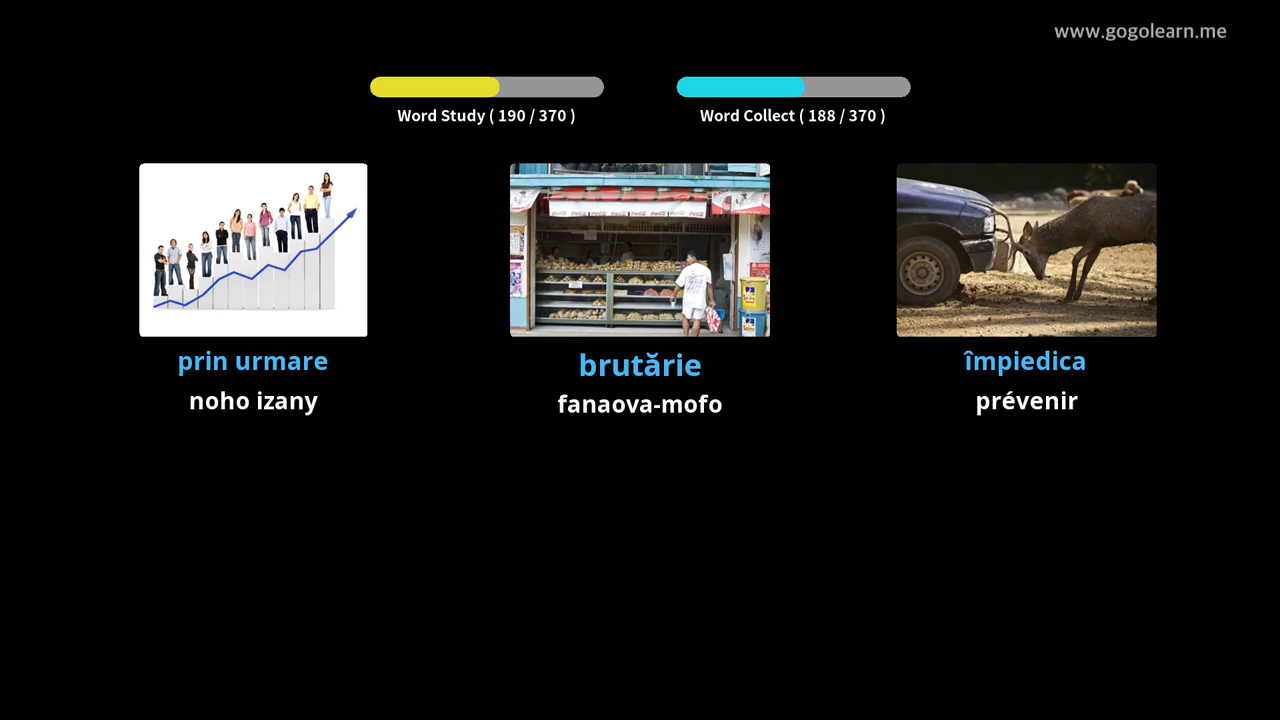 www.gogolearn.me
Word Study ( 190 / 370 )
Word Collect ( 188 / 370 )
prin urmare
noho izany
brutărie
fanaova-mofo
împiedica
prévenir